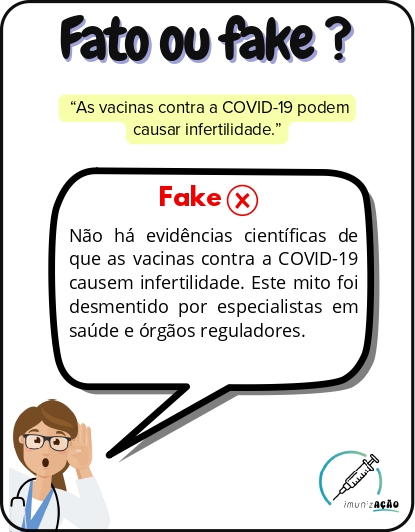 Fato ou fake ?
“As vacinas contra a COVID-19 podem
causar infertilidade.”
Fake
Não há evidências científicas de
que as vacinas contra a COVID-19
causem infertilidade. Este mito foi
desmentido por especialistas em
saúde e órgãos reguladores.
imunizAÇÃO